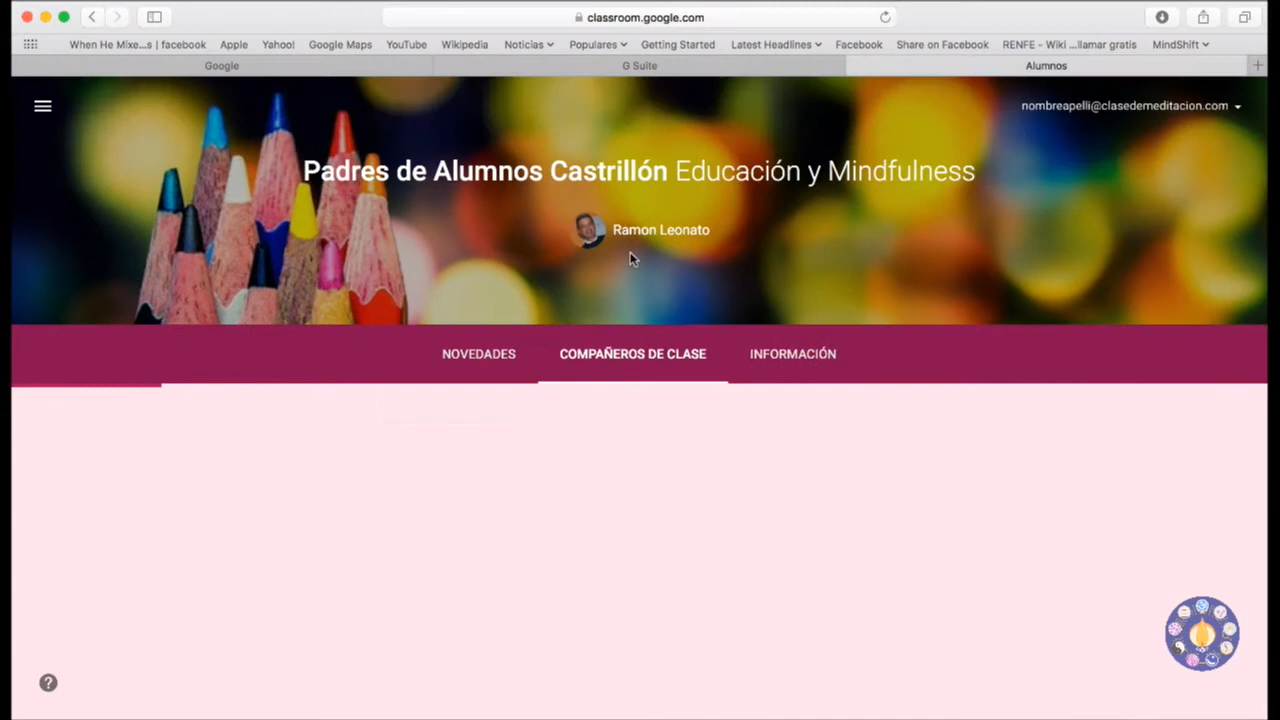 classroom.google.com
When He Mixe...s | facebook Apple Yahoo! Google Maps YouTube Wikipedia Noticias Populares Getting Started Latest Headlines Facebook Share on Facebook RENFE - Wiki ...llamar gratis MindShift
Google G Suite Alumnos +
nombreapelli@clasedemeditacion.com
Padres de Alumnos Castrillón Educación y Mindfulness
Ramon Leonato
NOVEDADES COMPAÑEROS DE CLASE INFORMACIÓN
?